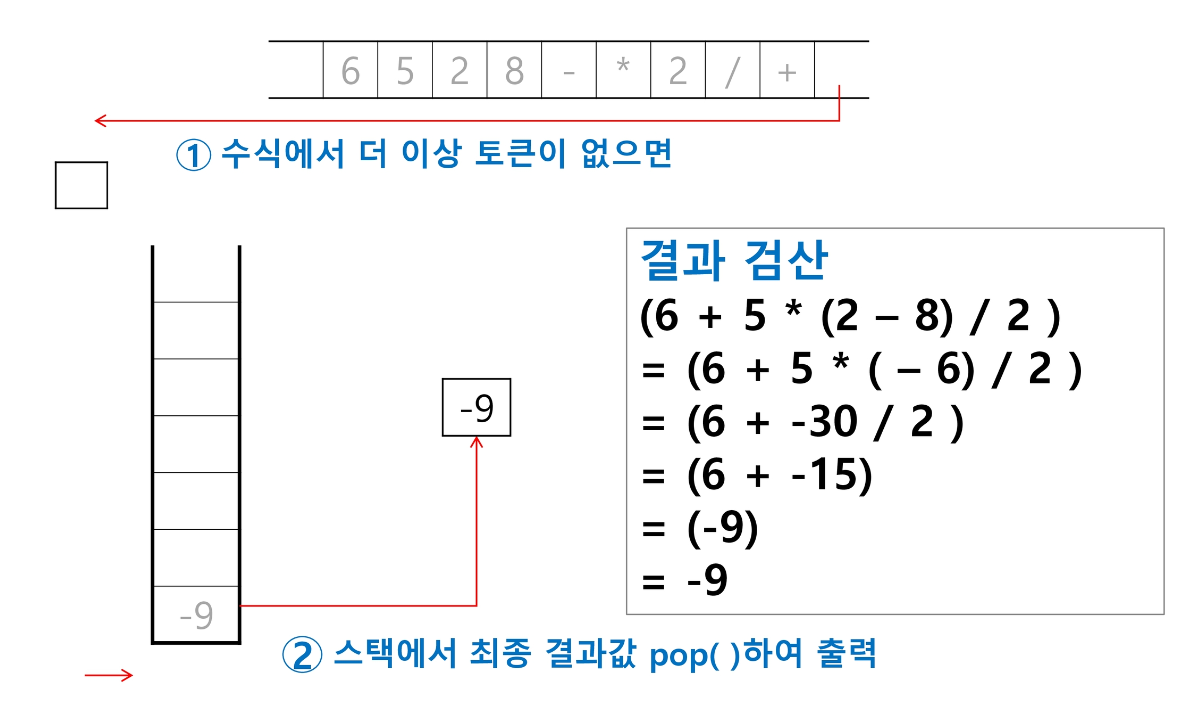 6 5 2 8 - * 2 / +
① 수식에서 더 이상 토큰이 없으면
결과 검산
(6 + 5 * (2 – 8) / 2 )
= (6 + 5 * ( – 6) / 2 )
= (6 + -30 / 2 )
= (6 + -15)
= (-9)
= -9
-9
-9
② 스택에서 최종 결과값 pop( )하여 출력